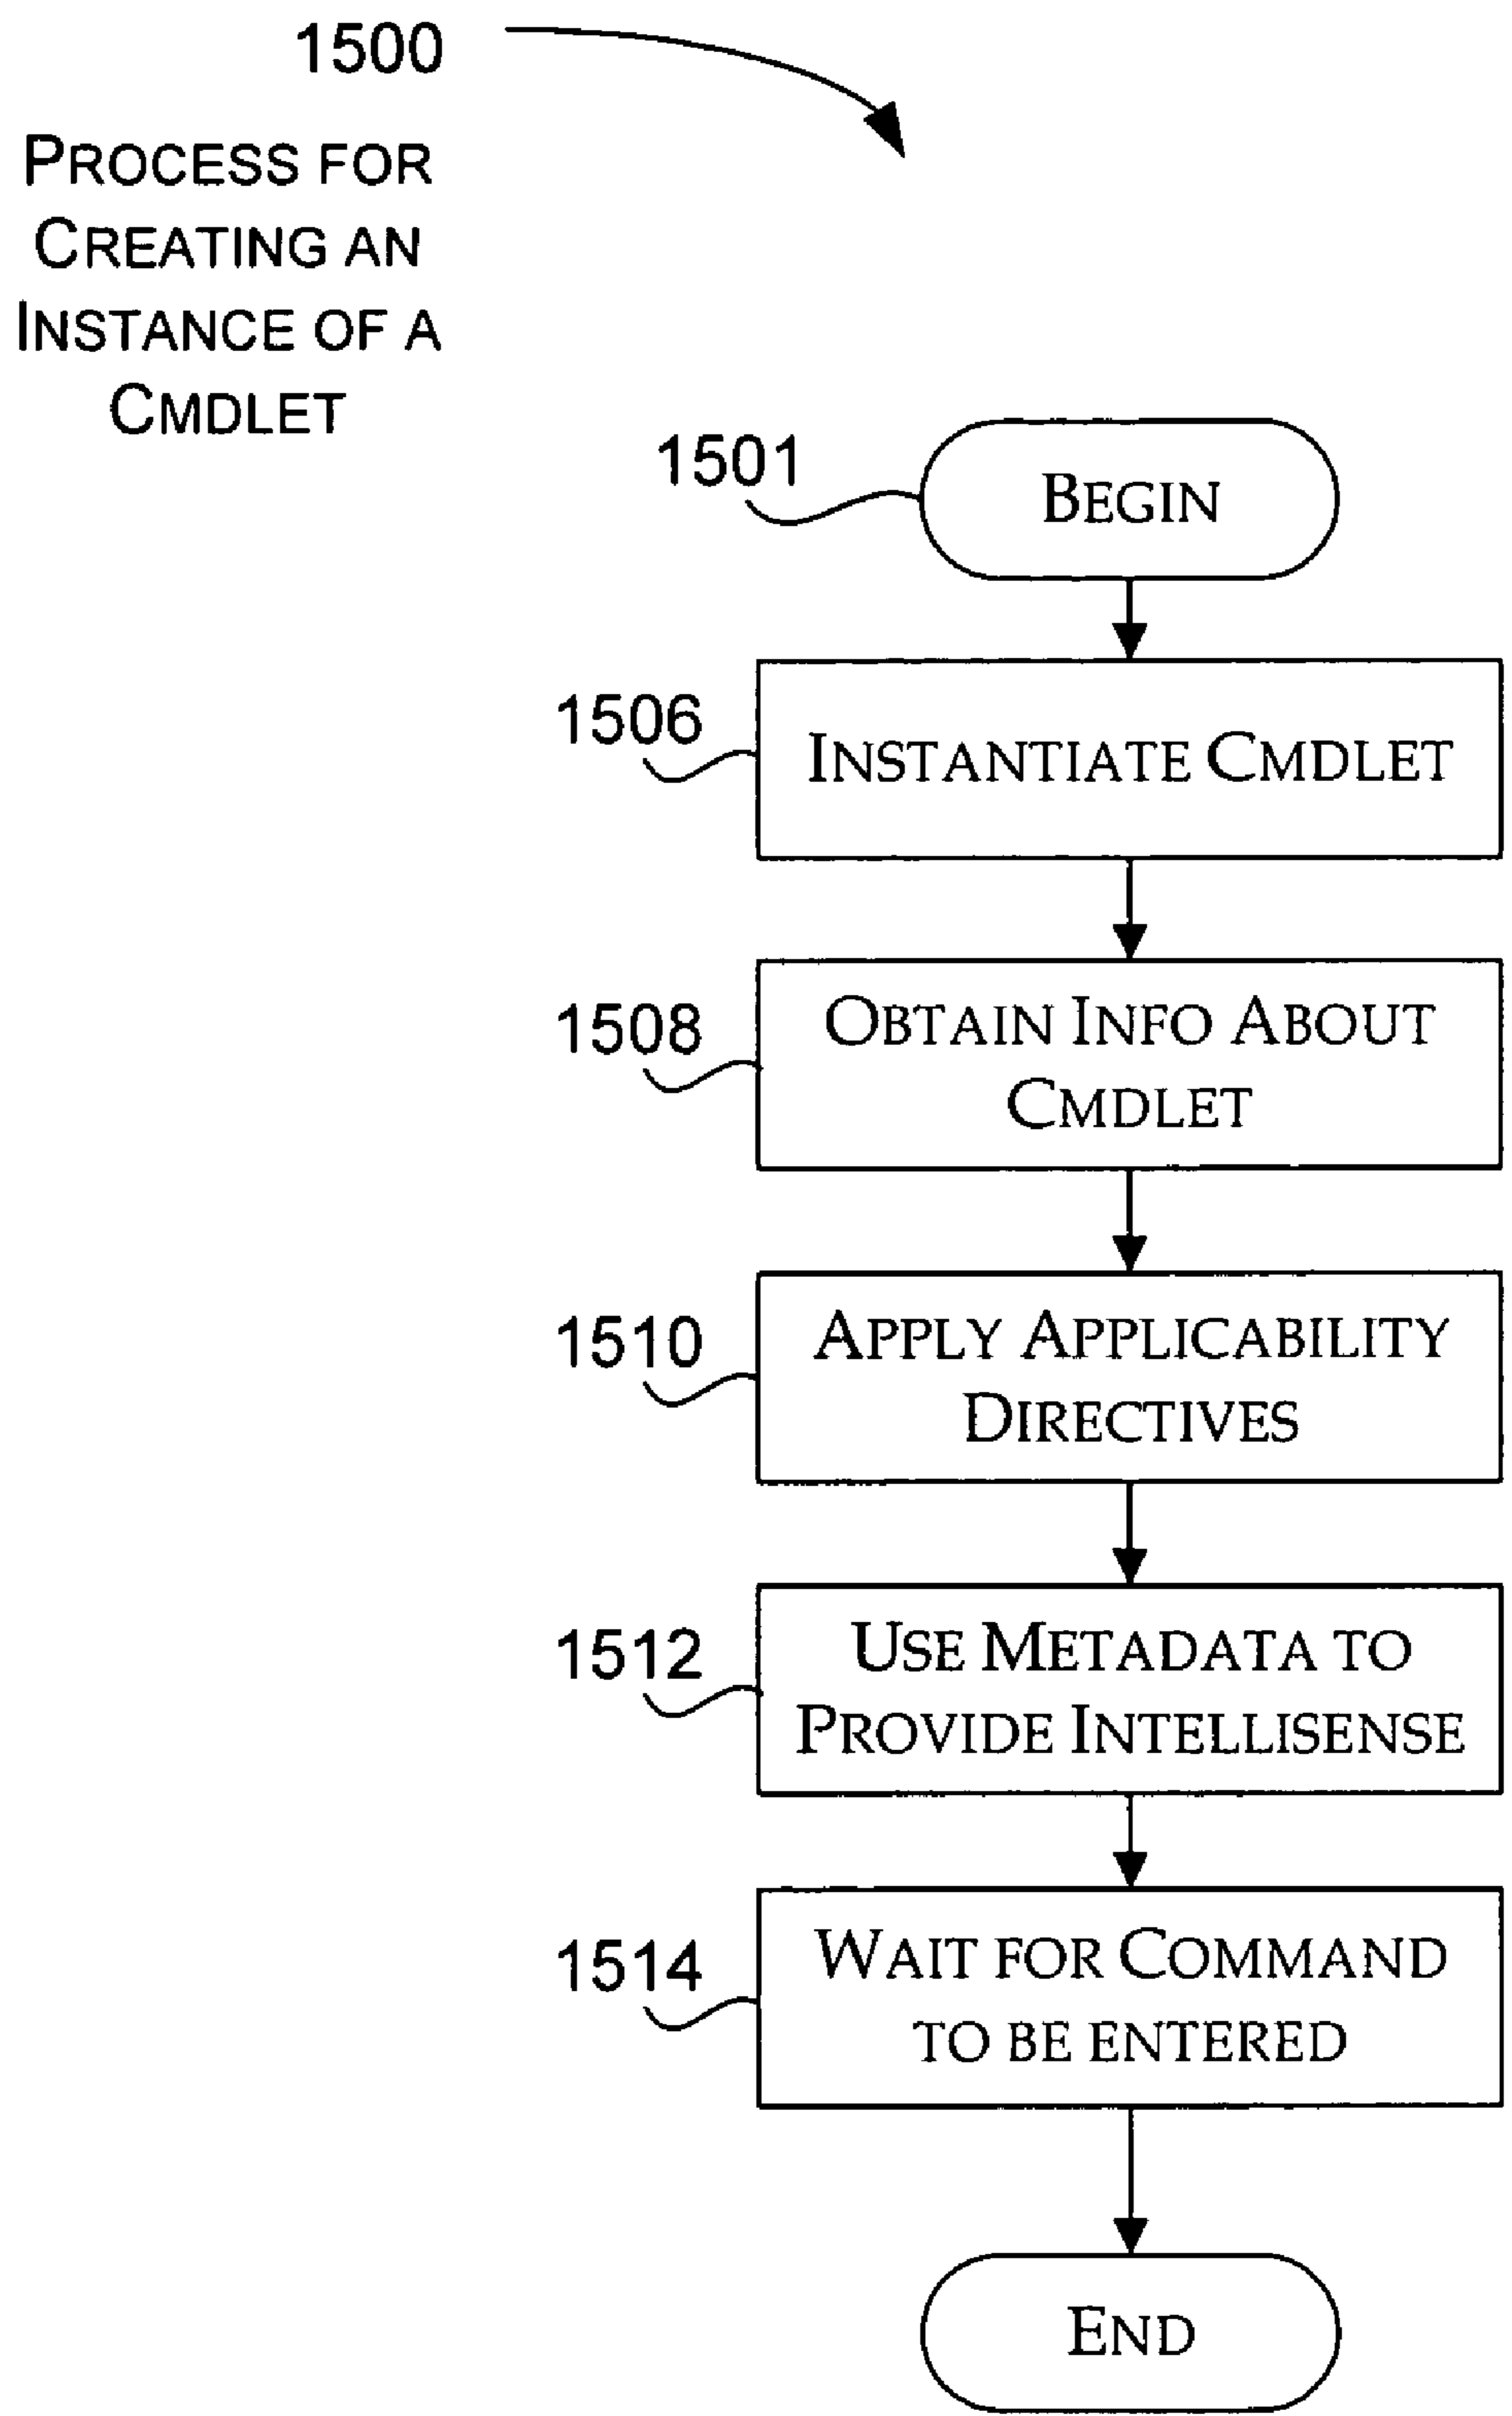 1500
PROCESS FOR
CREATING AN
INSTANCE OF A
CMDLET
1501
BEGIN
1506
INSTANTIATE CMDLET
1508
OBTAIN INFO ABOUT
CMDLET
1510
APPLY APPLICABILITY
DIRECTIVES
1512
USE METADATA TO
PROVIDE INTELLISENSE
1514
WAIT FOR COMMAND
TO BE ENTERED
END